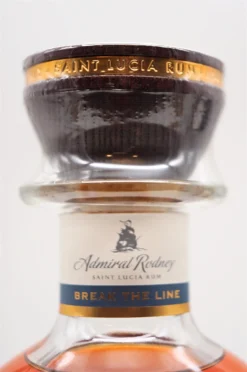 SAINT LUCIA RUM
Admiral Rodney
SAINT LUCIA RUM
BREAK THE LINE